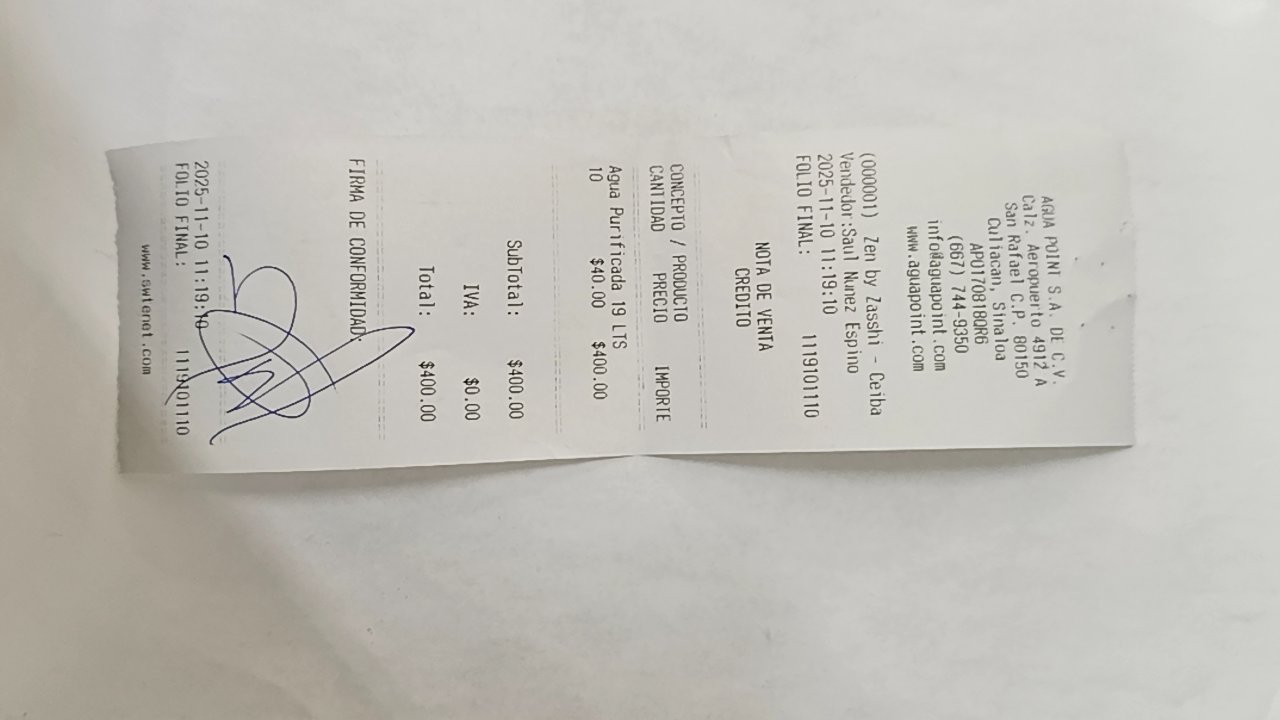 AGUA POINT S.A. DE C.V.
Calz. Aeropuerto 4912 A
San Rafael C.P. 80150
Culiacan, Sinaloa
APO170818QR6
(667) 744-9350
info@aguapoint.com
www.aguapoint.com
(000001) Zen by Zasshi - Ceiba
Vendedor:Saul Nunez Espino
2025-11-10 11:19:10
FOLIO FINAL: 1119101110
NOTA DE VENTA
CREDITO
CONCEPTO / PRODUCTO
CANTIDAD PRECIO IMPORTE
Agua Purificada 19 LTS
10 $40.00 $400.00
SubTotal: $400.00
IVA: $0.00
Total: $400.00
FIRMA DE CONFORMIDAD:
2025-11-10 11:19:10
FOLIO FINAL: 1119101110
www.swtenet.com